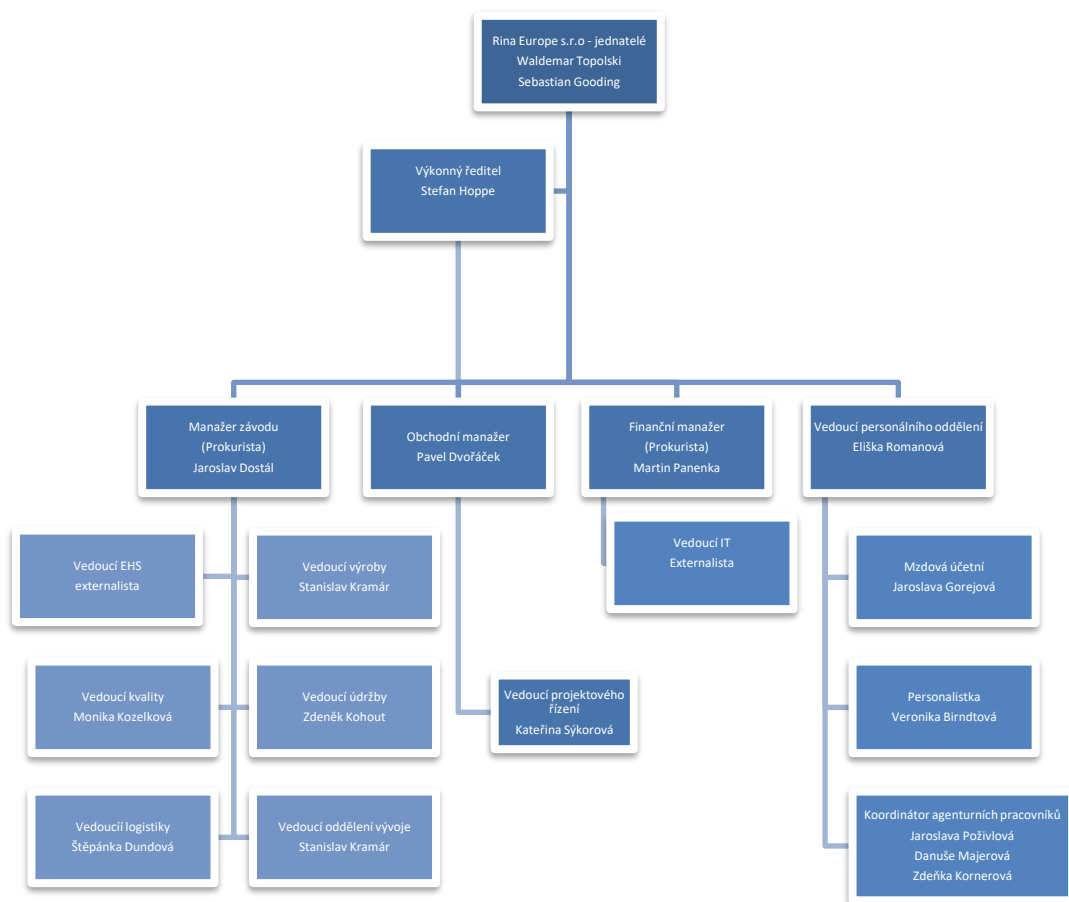 Rina Europe s.r.o - jednatelé
Waldemar Topolski
Sebastian Gooding
Výkonný ředitel
Stefan Hoppe
Manažer závodu
(Prokurista)
Jaroslav Dostál
Obchodní manažer
Pavel Dvořáček
Finanční manažer
(Prokurista)
Martin Panenka
Vedoucí personálního oddělení
Eliška Romanová
Vedoucí EHS
externalista
Vedoucí výroby
Stanislav Kramár
Vedoucí IT
Externalista
Mzdová účetní
Jaroslava Gorejová
Vedoucí kvality
Monika Kozelková
Vedoucí údržby
Zdeněk Kohout
Vedoucí projektového
řízení
Kateřina Sýkorová
Personalistka
Veronika Birndtová
Vedoucíí logistiky
Štěpánka Dundová
Vedoucí oddělení vývoje
Stanislav Kramár
Koordinátor agenturních pracovníků
Jaroslava Poživlová
Danuše Majerová
Zdeňka Kornerová